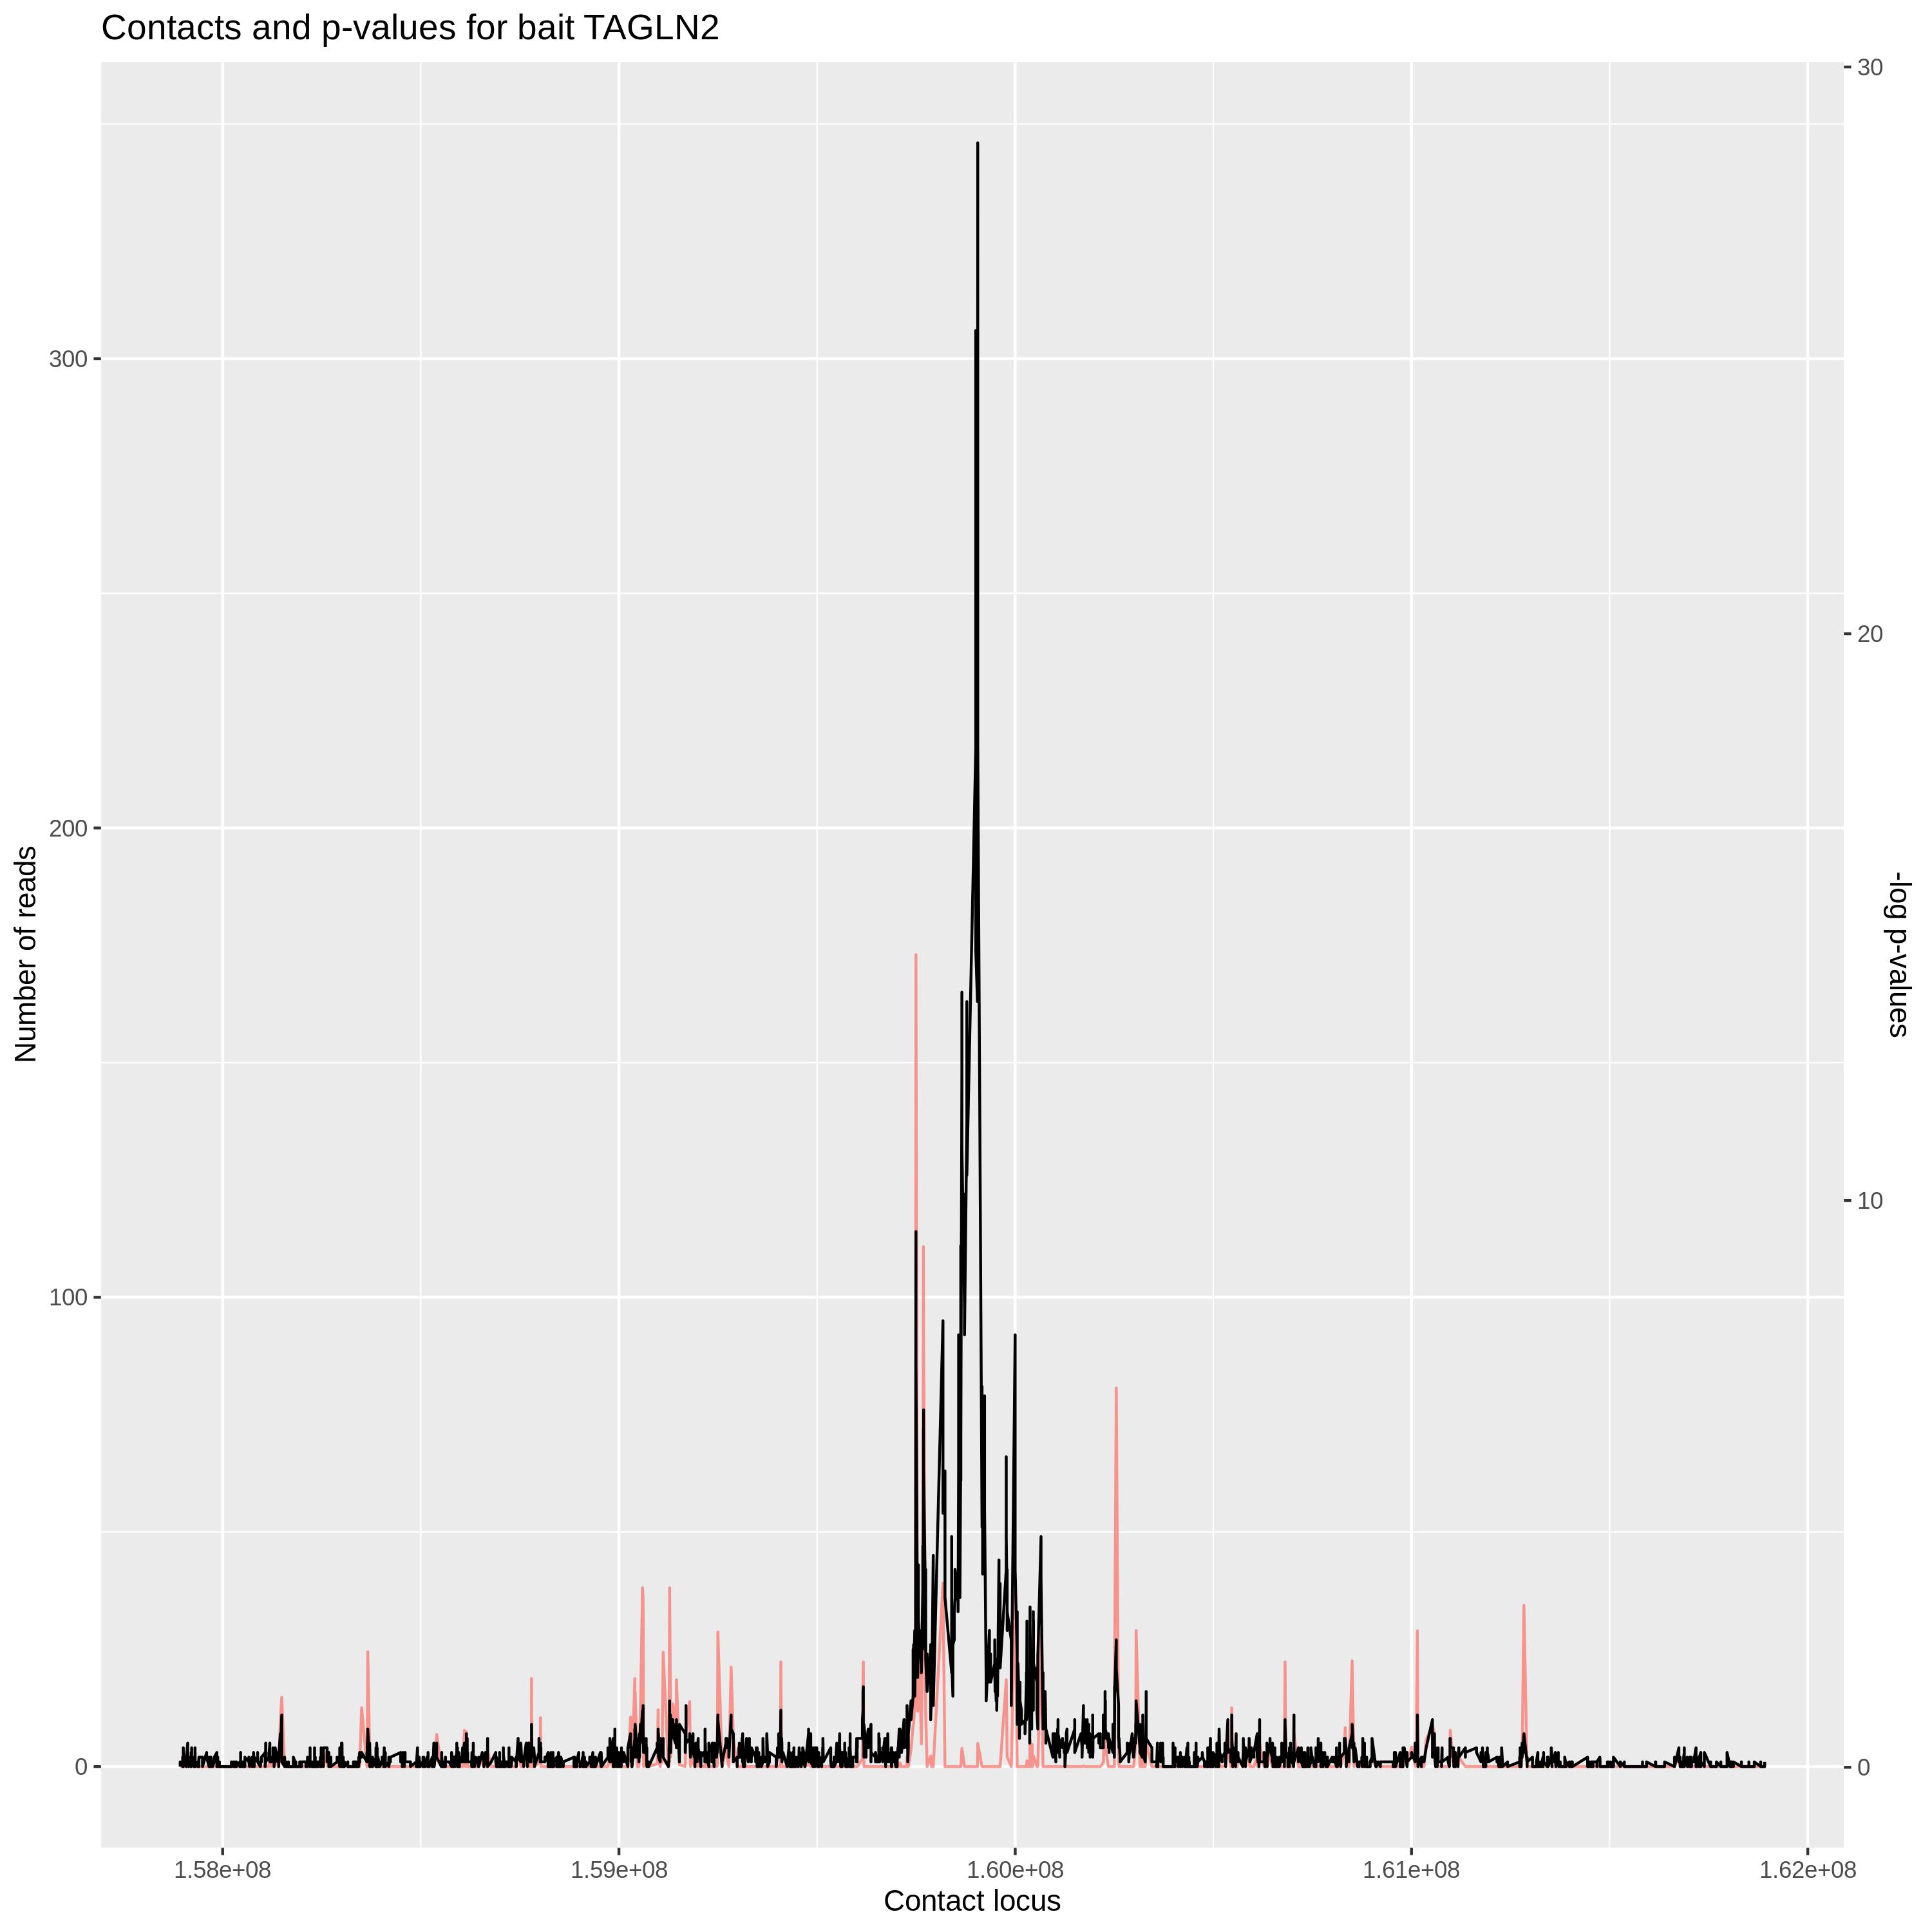 Contacts and p-values for bait TAGLN2
30
300
20
200
Number of reads
-log p-values
10
100
0
0
1.58e+08
1.59e+08
1.60e+08
1.61e+08
1.62e+08
Contact locus